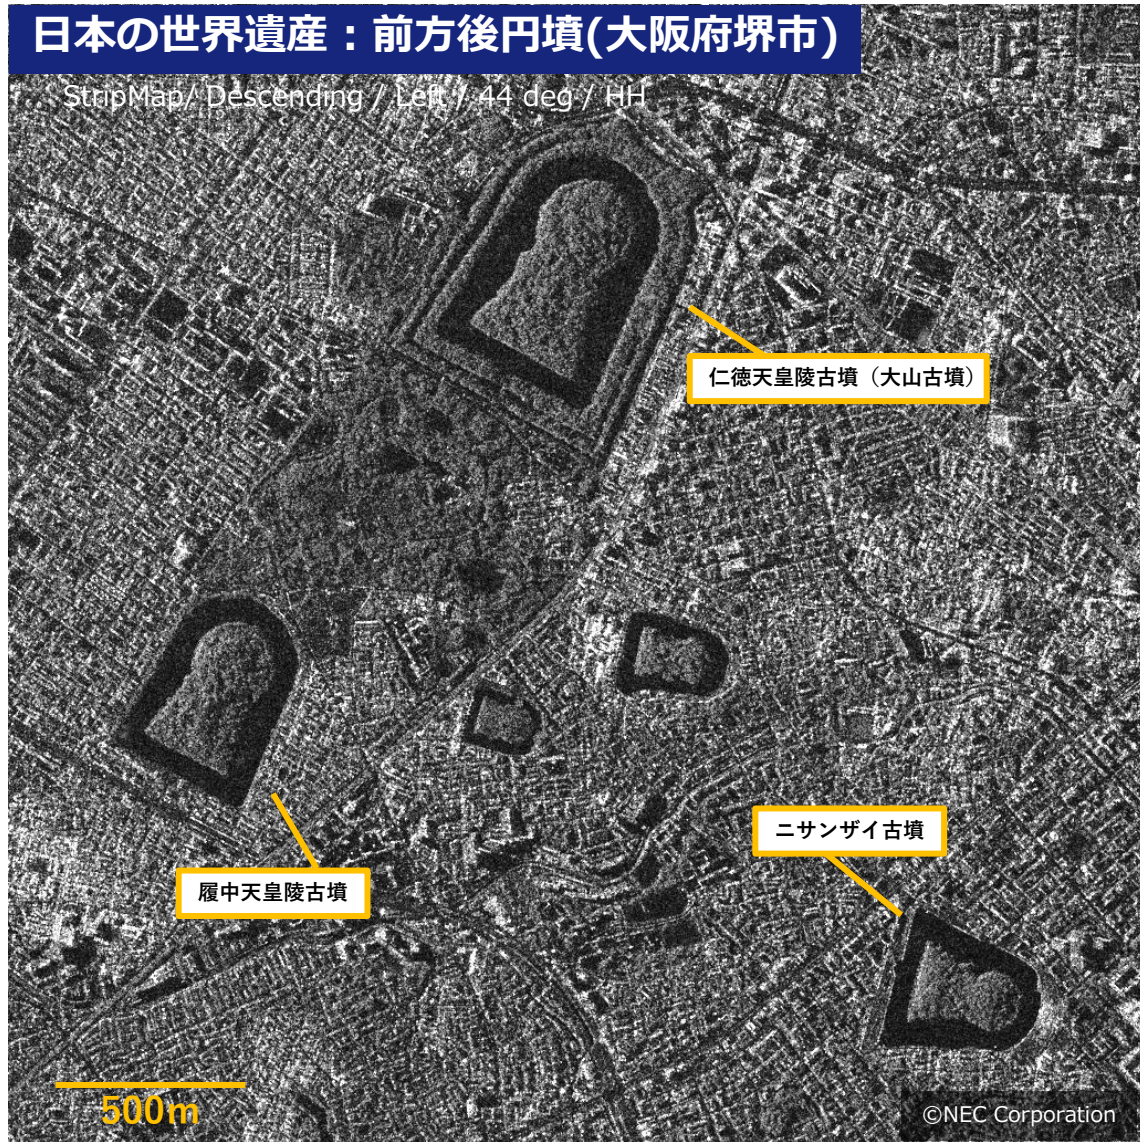 日本の世界遺産：前方後円墳(大阪府堺市)
StripMap/ Descending / Left / 44 deg / HH
仁徳天皇陵古墳（大山古墳）
ニサンザイ古墳
履中天皇陵古墳
500m
©NEC Corporation